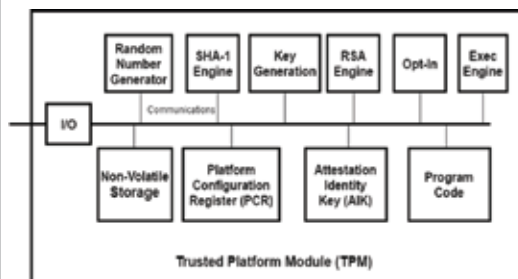 Random
Number
Generator
SHA-1
Engine
Key
Generation
RSA
Engine
Opt-In
Exec
Engine
Communications
I/O
Non-Volatile
Storage
Platform
Configuration
Register (PCR)
Attestation
Identity
Key (AIK)
Program
Code
Trusted Platform Module (TPM)